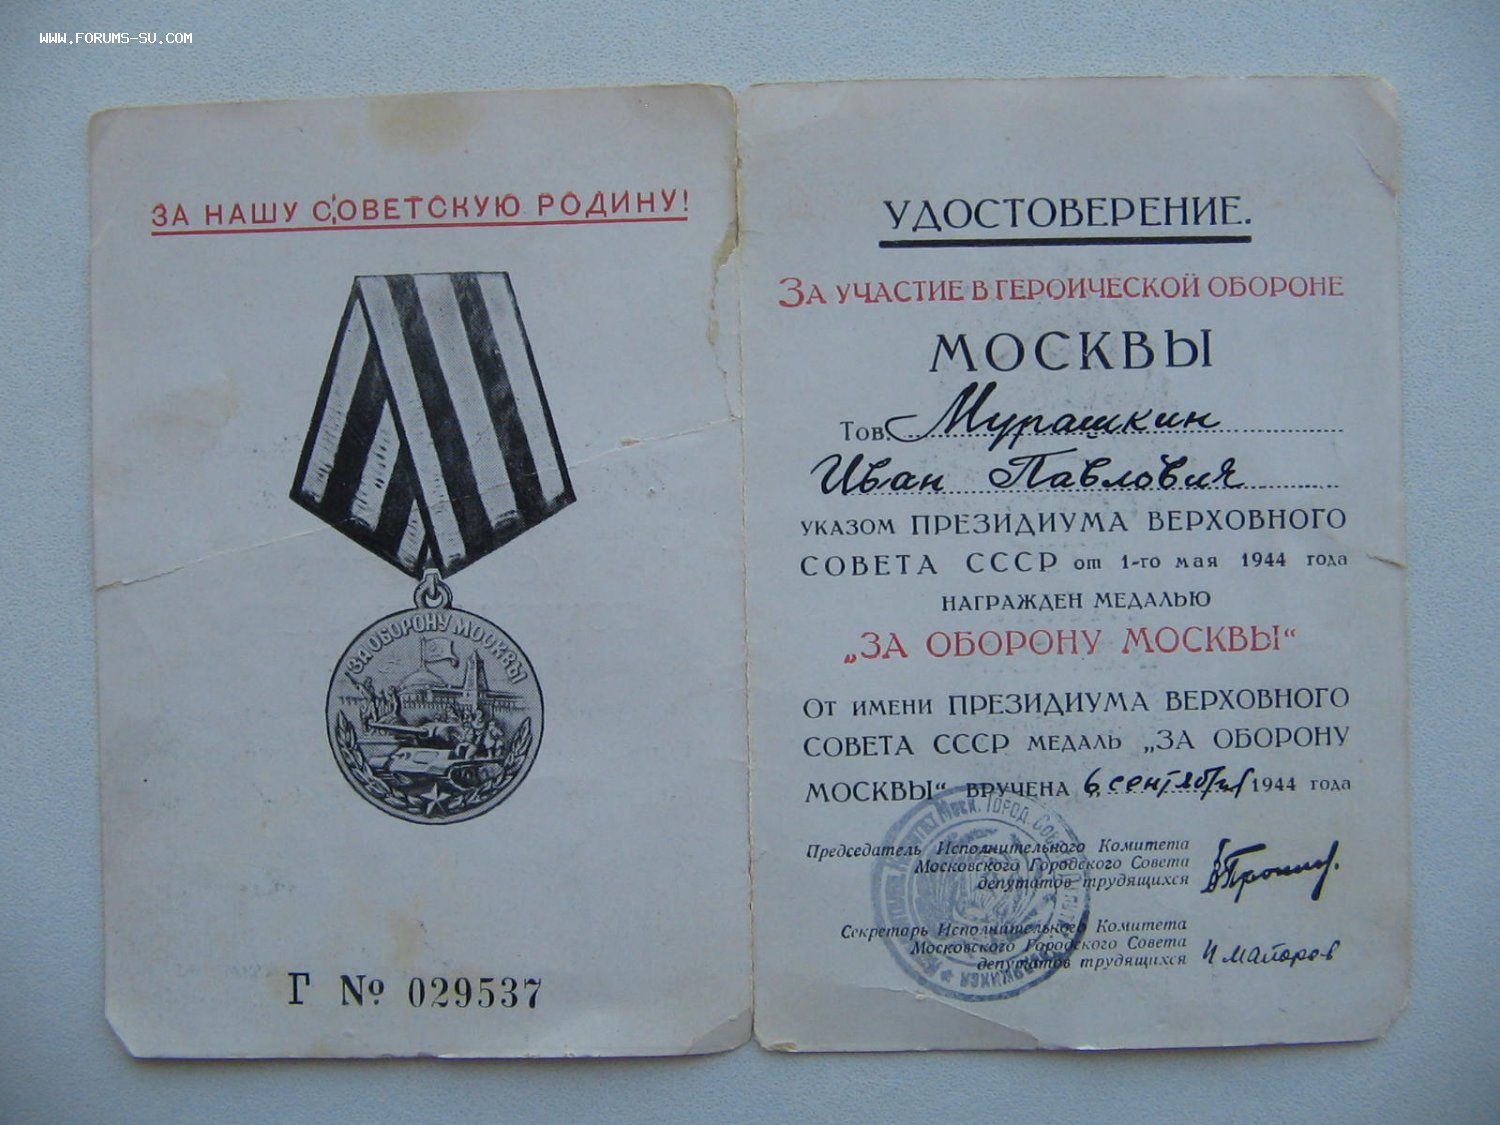 WWW.FORUMS-SU.COM
ЗА НАШУ СОВЕТСКУЮ РОДИНУ!
ЗА ОБОРОНУ МОСКВЫ
Г № 029537
УДОСТОВЕРЕНИЕ.
ЗА УЧАСТИЕ В ГЕРОИЧЕСКОЙ ОБОРОНЕ
МОСКВЫ
Тов. Мурашкин
Иван Павлович
УКАЗОМ ПРЕЗИДИУМА ВЕРХОВНОГО
СОВЕТА СССР от 1-го мая 1944 года
НАГРАЖДЕН МЕДАЛЬЮ
„ЗА ОБОРОНУ МОСКВЫ“
ОТ ИМЕНИ ПРЕЗИДИУМА ВЕРХОВНОГО
СОВЕТА СССР МЕДАЛЬ „ЗА ОБОРОНУ
МОСКВЫ“ ВРУЧЕНА 6 сентября 1944 года
Председатель Исполнительного Комитета
Московского Городского Совета
депутатов трудящихся
Секретарь Исполнительного Комитета
Московского Городского Совета
депутатов трудящихся
Майоров